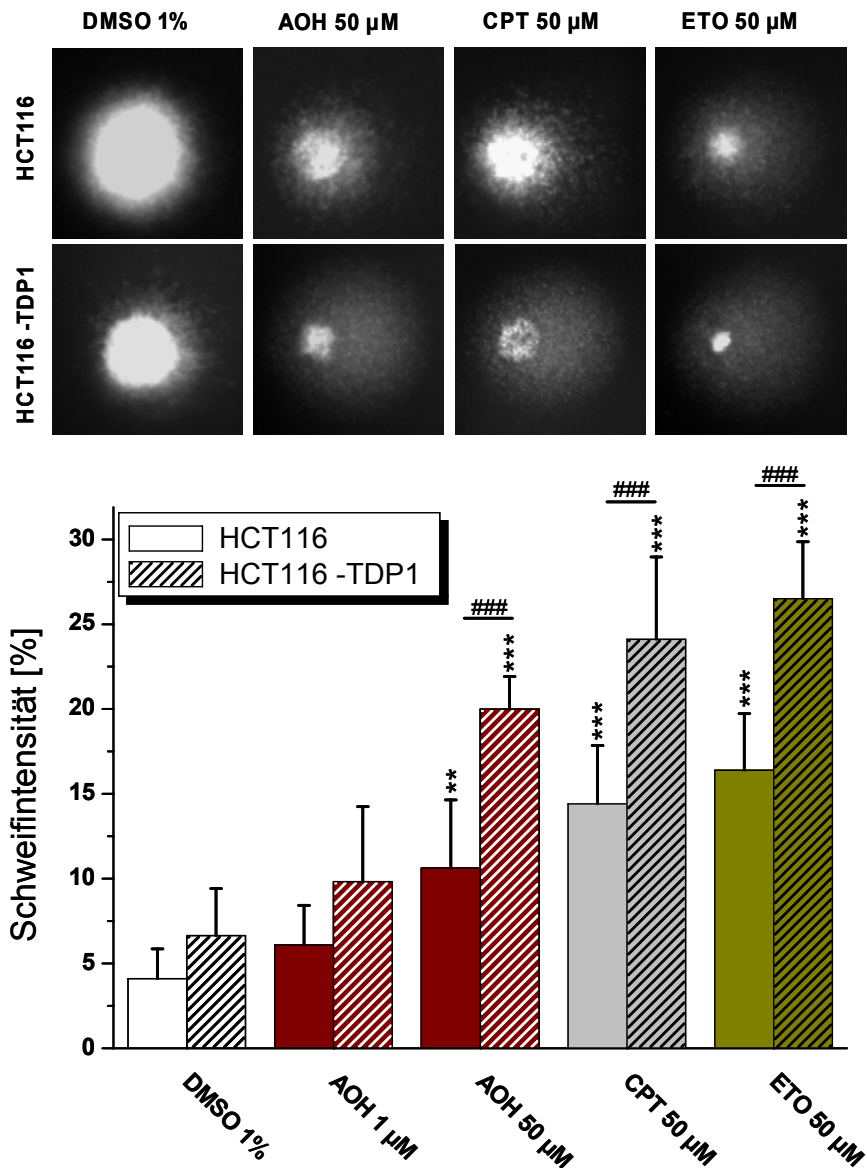 DMSO 1% AOH 50 µM CPT 50 µM ETO 50 µM
HCT116
HCT116 -TDP1
### ###
*** ***
HCT116
HCT116 -TDP1
###
*** *** ***
**
Schweifintensität [%]
30
25
20
15
10
5
0
DMSO 1% AOH 1 µM AOH 50 µM CPT 50 µM ETO 50 µM